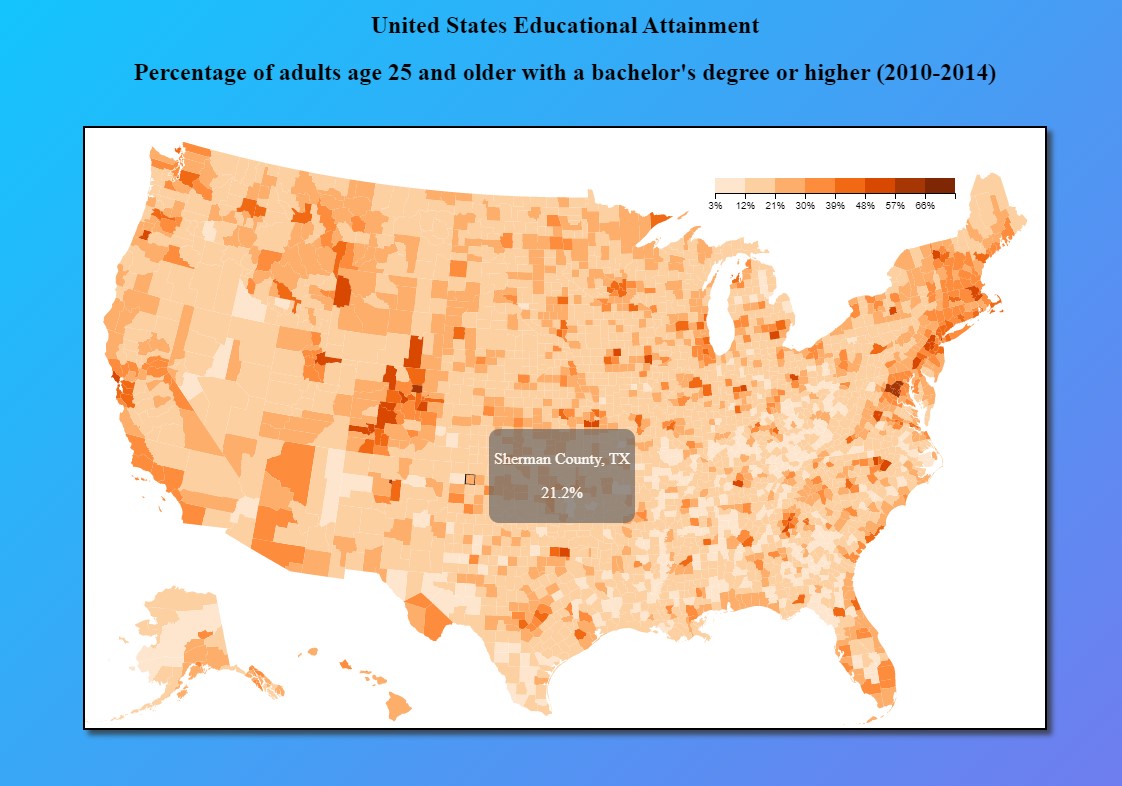 United States Educational Attainment
Percentage of adults age 25 and older with a bachelor's degree or higher (2010-2014)
3% 12% 21% 30% 39% 48% 57% 66%
Sherman County, TX
21.2%